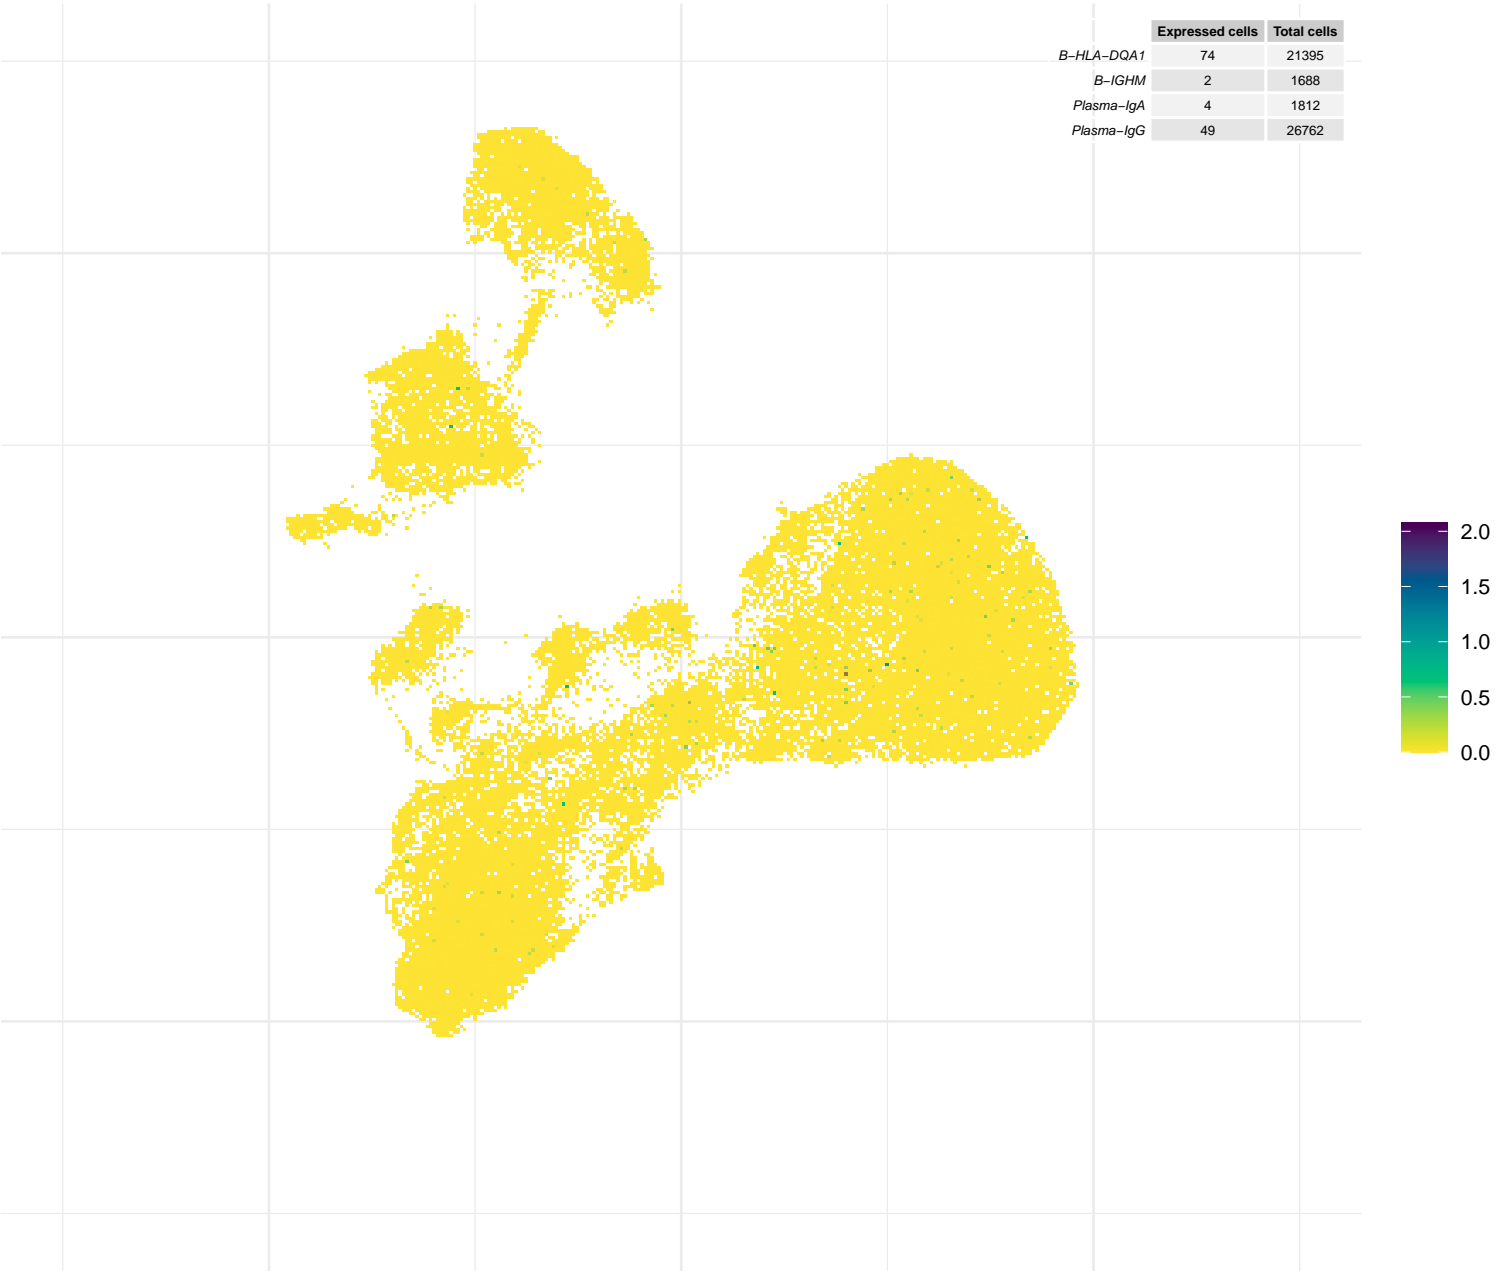 Expressed cells Total cells
B−HLA−DQA1 74 21395
B−IGHM 2 1688
Plasma−IgA 4 1812
Plasma−IgG 49 26762
2.0
1.5
1.0
0.5
0.0